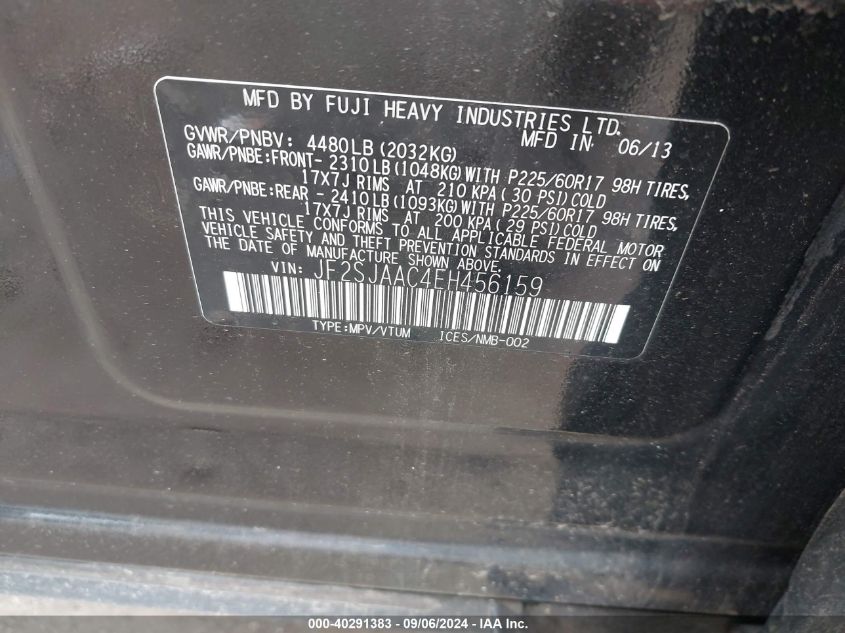 MFD BY FUJI HEAVY INDUSTRIES LTD.
GVWR/PNBV: 4480LB(2032KG) MFD IN. 06/13
GAWR/PNBE:FRONT- 2310LB(1048KG)WITH P225/60R17 98H TIRES,
17X7J RIMS AT 210 KPA(30 PSI)COLD
GAWR/PNBE:REAR - 2410LB(1093KG)WITH P225/60R17 98H TIRES,
17X7J RIMS AT 200 KPA(29 PSI)COLD
THIS VEHICLE CONFORMS TO ALL APPLICABLE FEDERAL MOTOR
VEHICLE SAFETY AND THEFT PREVENTION STANDARDS IN EFFECT ON
THE DATE OF MANUFACTURE SHOWN ABOVE.
VIN: JF2SJAAC4EH456159
TYPE:MPV/VTUM ICES/NMB-002
000-40291383 - 09/06/2024 - IAA Inc.